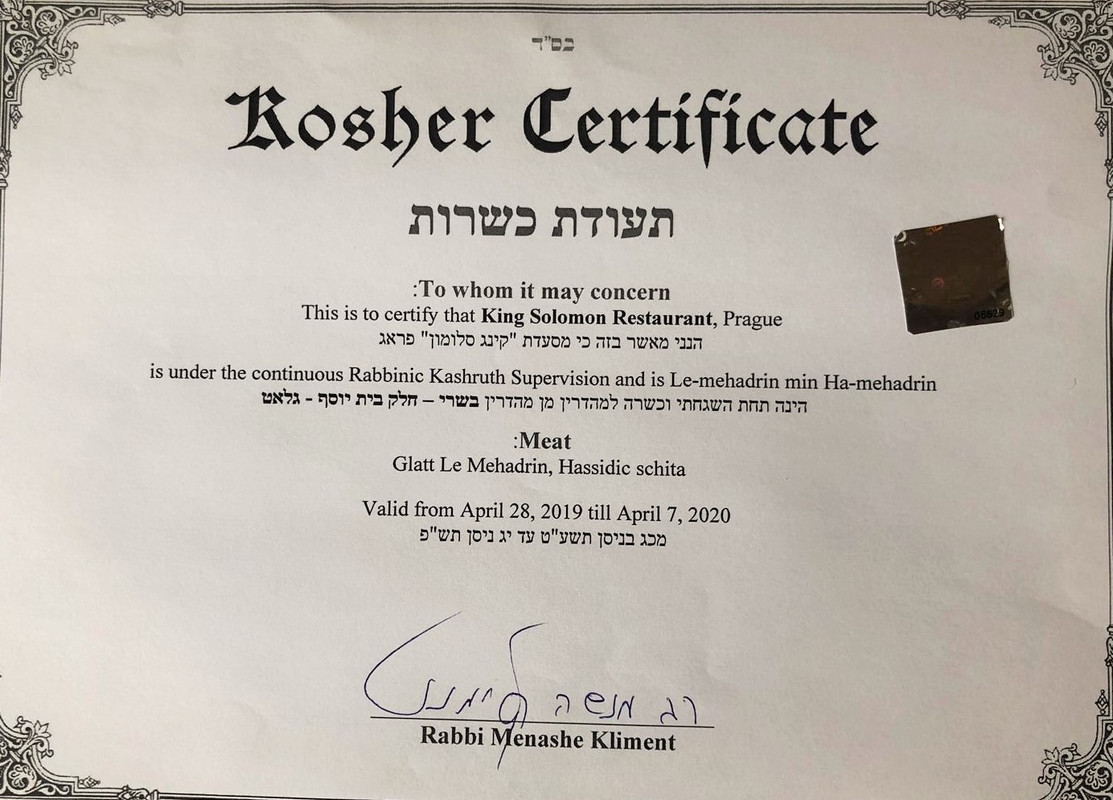 בס"ד
Kosher Certificate
תעודת כשרות
:To whom it may concern
This is to certify that King Solomon Restaurant, Prague
הנני מאשר בזה כי מסעדת "קינג סלומון" פראג
is under the continuous Rabbinic Kashruth Supervision and is Le-mehadrin min Ha-mehadrin
הינה תחת השגחתי וכשרה למהדרין מן מהדרין בשרי – חלק בית יוסף - גלאט
:Meat
Glatt Le Mehadrin, Hassidic schita
Valid from April 28, 2019 till April 7, 2020
מכג בניסן תשע"ט עד יג ניסן תש"פ
רב מנשה קלימנט
Rabbi Menashe Kliment